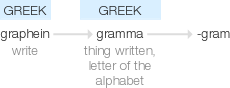 GREEK GREEK
graphein gramma -gram
write thing written,
letter of the
alphabet